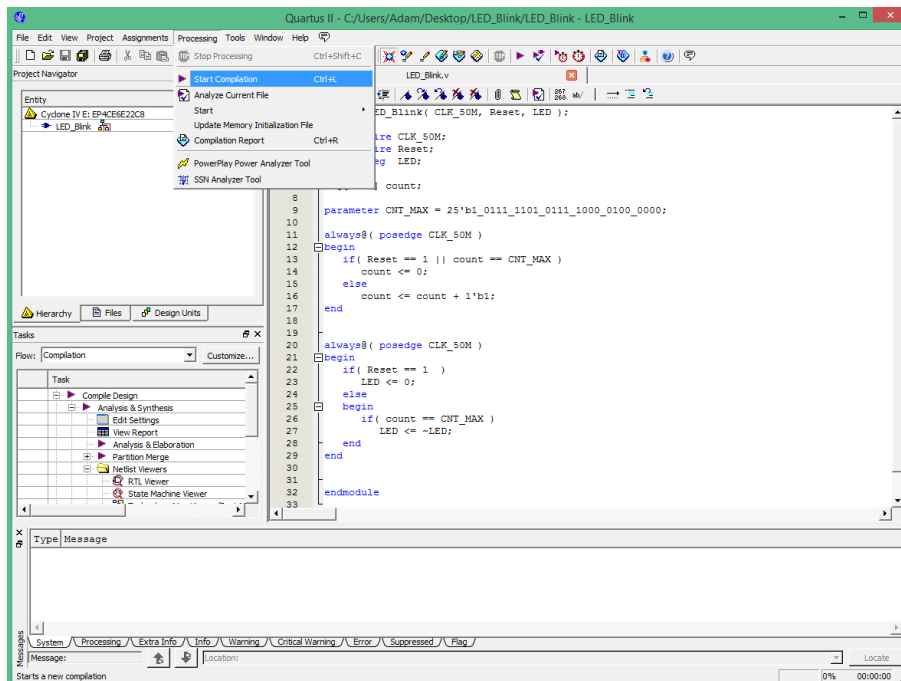 Quartus II - C:/Users/Adam/Desktop/LED_Blink/LED_Blink - LED_Blink
File Edit View Project Assignments Processing Tools Window Help
Stop Processing Ctrl+Shift+C
Project Navigator
LED_Blink.v
Start Compilation Ctrl+L
Analyze Current File
Start
Update Memory Initialization File
Compilation Report Ctrl+R
PowerPlay Power Analyzer Tool
SSN Analyzer Tool
Entity
Cyclone IV E: EP4CE6E22C8
LED_Blink
267
268
ab/
ED_Blink( CLK_50M, Reset, LED );
ire CLK_50M;
ire Reset;
eg LED;
count;
8
9 parameter CNT_MAX = 25'b1_0111_1101_0111_1000_0100_0000;
10
11 always@( posedge CLK_50M )
12 begin
13 if( Reset == 1 || count == CNT_MAX )
14 count <= 0;
15 else
16 count <= count + 1'b1;
17 end
18
19
20 always@( posedge CLK_50M )
21 begin
22 if( Reset == 1 )
23 LED <= 0;
24 else
25 begin
26 if( count == CNT_MAX )
27 LED <= ~LED;
28 end
29 end
30
31
32 endmodule
33
Hierarchy Files Design Units
Tasks
Flow: Compilation Customize...
Task
Compile Design
Analysis & Synthesis
Edit Settings
View Report
Analysis & Elaboration
Partition Merge
Netlist Viewers
RTL Viewer
State Machine Viewer
Type Message
System Processing Extra Info Info Warning Critical Warning Error Suppressed Flag
Messages
Message: Location: Locate
Starts a new compilation 0% 00:00:00